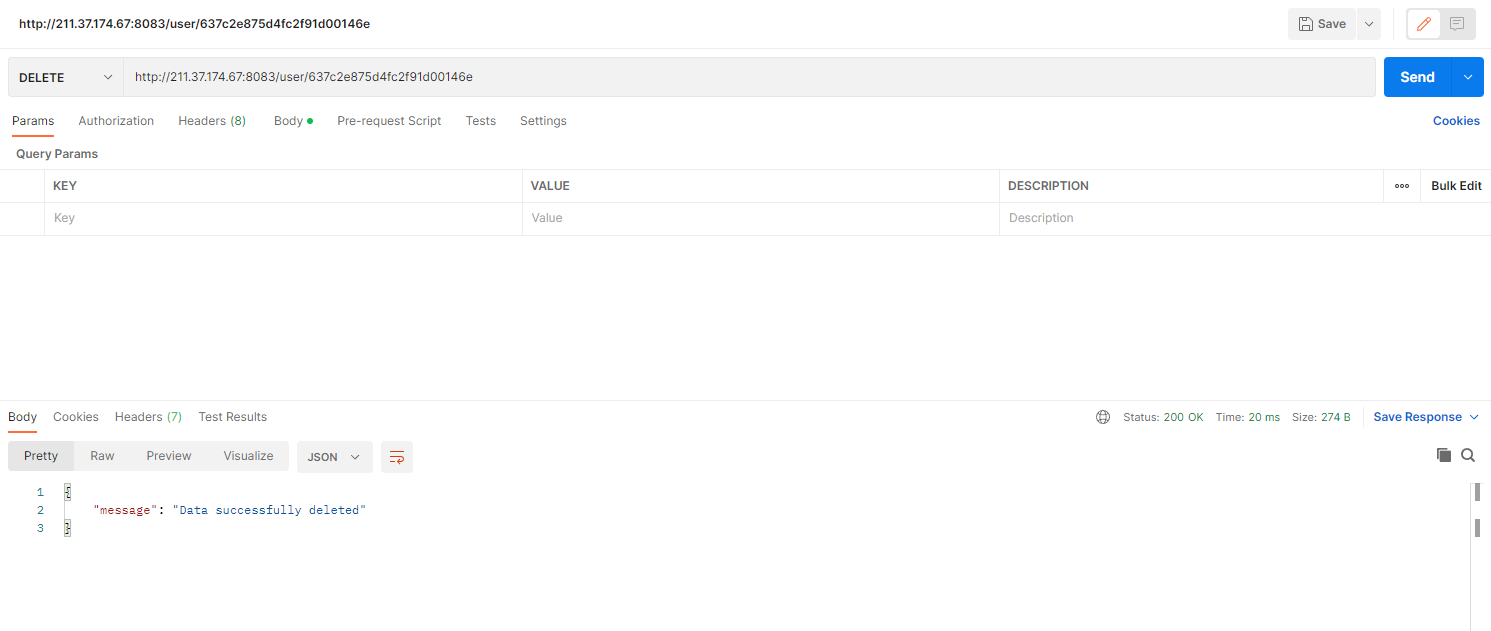 http://211.37.174.67:8083/user/637c2e875d4fc2f91d00146e Save
DELETE http://211.37.174.67:8083/user/637c2e875d4fc2f91d00146e Send
Params Authorization Headers (8) Body Pre-request Script Tests Settings Cookies
Query Params
KEY VALUE DESCRIPTION ooo Bulk Edit
Key Value Description
Body Cookies Headers (7) Test Results Status: 200 OK Time: 20 ms Size: 274 B Save Response
Pretty Raw Preview Visualize JSON
1 {
2 "message": "Data successfully deleted"
3 }